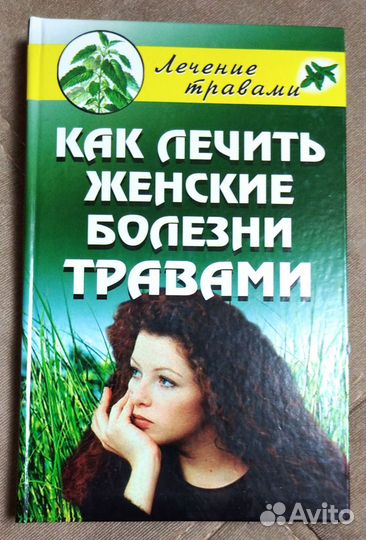 Лечение
травами
КАК ЛЕЧИТЬ
ЖЕНСКИЕ
БОЛЕЗНИ
ТРАВАМИ
Avito